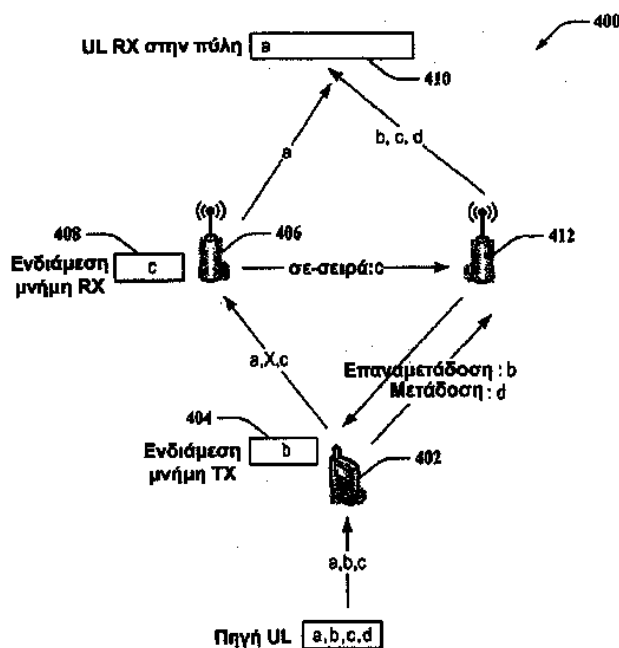 400
UL RX στην πύλη
a
410
a
b, c, d
408
406
412
Ενδιάμεση
μνήμη RX
c
σε-σειρά:c
a,X,c
Επαναμετάδοση : b
Μετάδοση : d
404
Ενδιάμεση
μνήμη TX
b
402
a,b,c
Πηγή UL
a,b,c,d